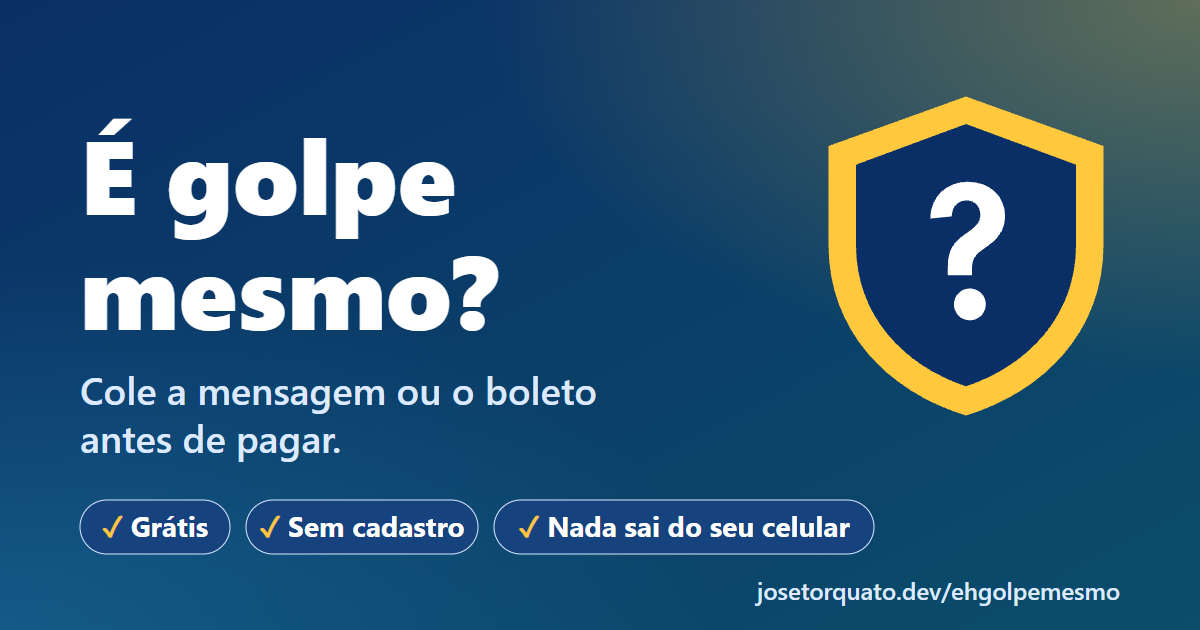 É golpe
mesmo?
?
Cole a mensagem ou o boleto
antes de pagar.
✓ Grátis
✓ Sem cadastro
✓ Nada sai do seu celular
josetorquato.dev/ehgolpemesmo